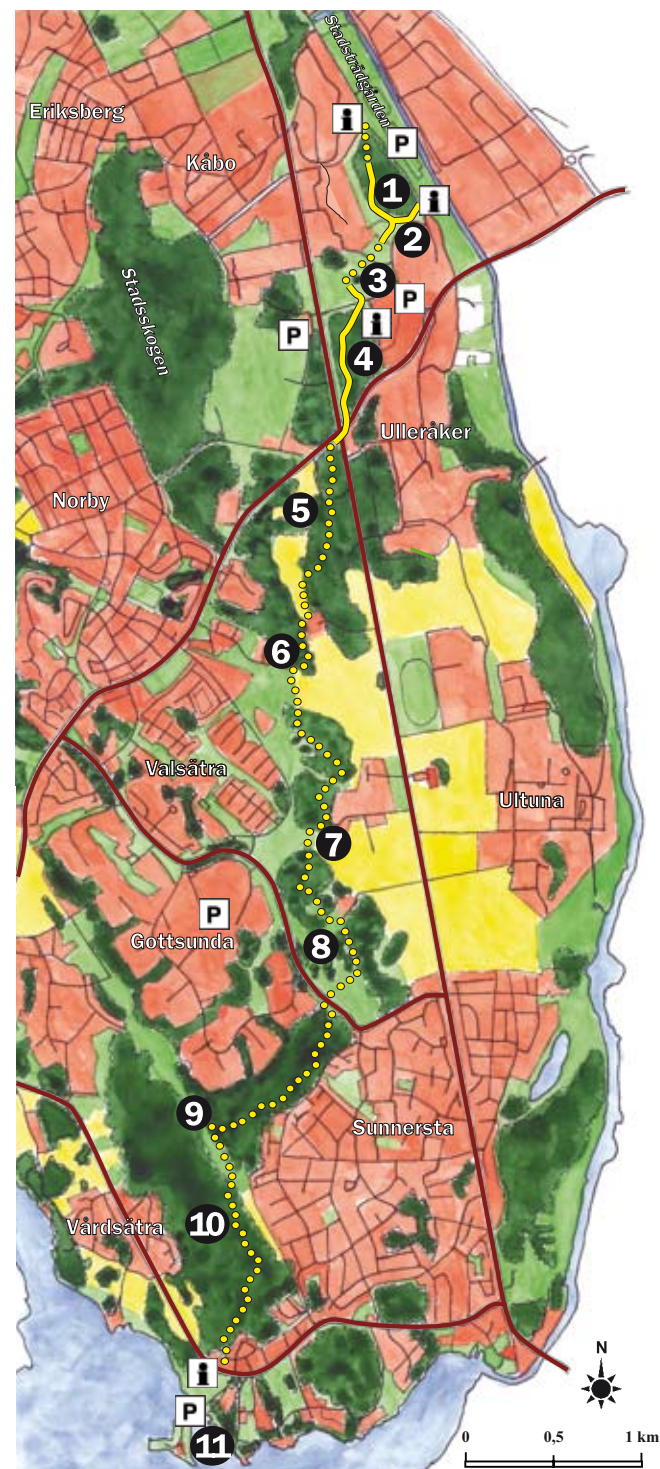 Stadsträdgården
Eriksberg
i
P
Kåbo
1
i
2
3
P
i
P
4
Stadsskogen
Ulleråker
Norby
5
6
Valsätra
Ultuna
7
P
Gottsunda
8
9
Sunnersta
10
Vårdsätra
N
i
P
11
0
0,5
1 km